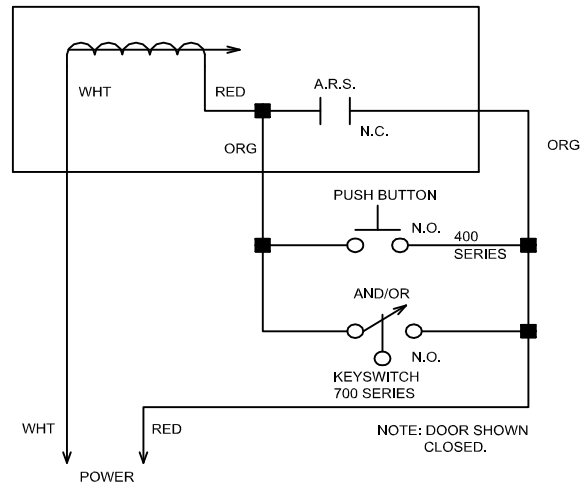 A.R.S.
WHT
RED
N.C.
ORG
ORG
PUSH BUTTON
N.O.
400
SERIES
AND/OR
N.O.
KEYSWITCH
700 SERIES
WHT
RED
NOTE: DOOR SHOWN
CLOSED.
POWER